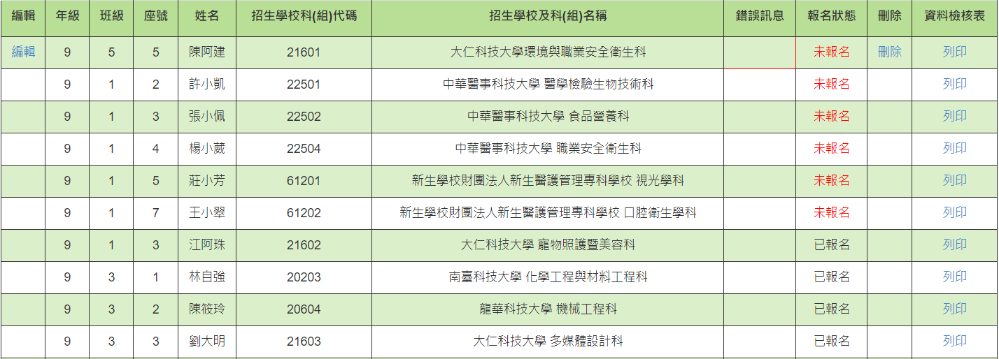 編輯 年級 班級 座號 姓名 招生學校科(組)代碼 招生學校及科(組)名稱 錯誤訊息 報名狀態 刪除 資料檢核表
編輯 9 5 5 陳阿建 21601 大仁科技大學環境與職業安全衛生科 未報名 刪除 列印
9 1 2 許小凱 22501 中華醫事科技大學 醫學檢驗生物技術科 未報名 列印
9 1 3 張小佩 22502 中華醫事科技大學 食品營養科 未報名 列印
9 1 4 楊小葳 22504 中華醫事科技大學 職業安全衛生科 未報名 列印
9 1 5 莊小芳 61201 新生學校財團法人新生醫護管理專科學校 視光學科 未報名 列印
9 1 7 王小翠 61202 新生學校財團法人新生醫護管理專科學校 口腔衛生學科 未報名 列印
9 1 3 江阿珠 21602 大仁科技大學 寵物照護暨美容科 已報名 列印
9 3 1 林自強 20203 南臺科技大學 化學工程與材料工程科 已報名 列印
9 3 2 陳筱玲 20604 龍華科技大學 機械工程科 已報名 列印
9 3 3 劉大明 21603 大仁科技大學 多媒體設計科 已報名 列印